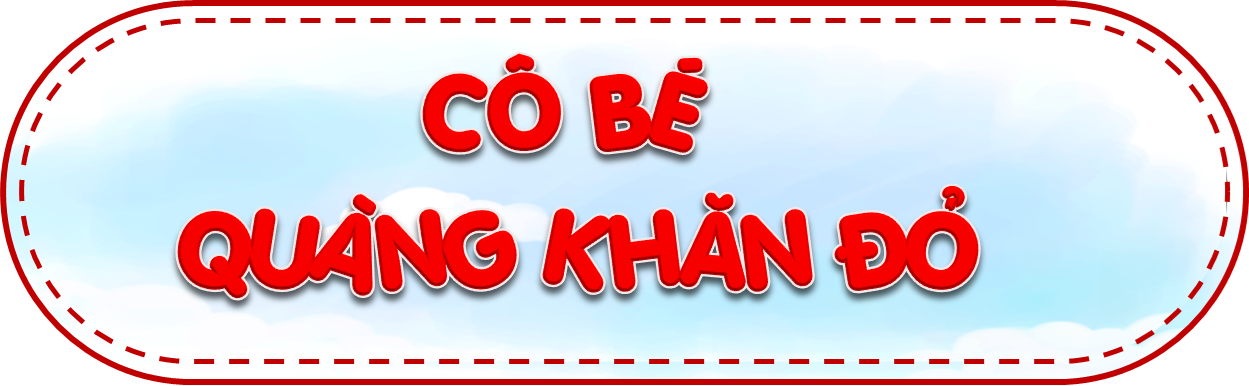 CÔ BÉ
QUÀNG KHĂN ĐỎ